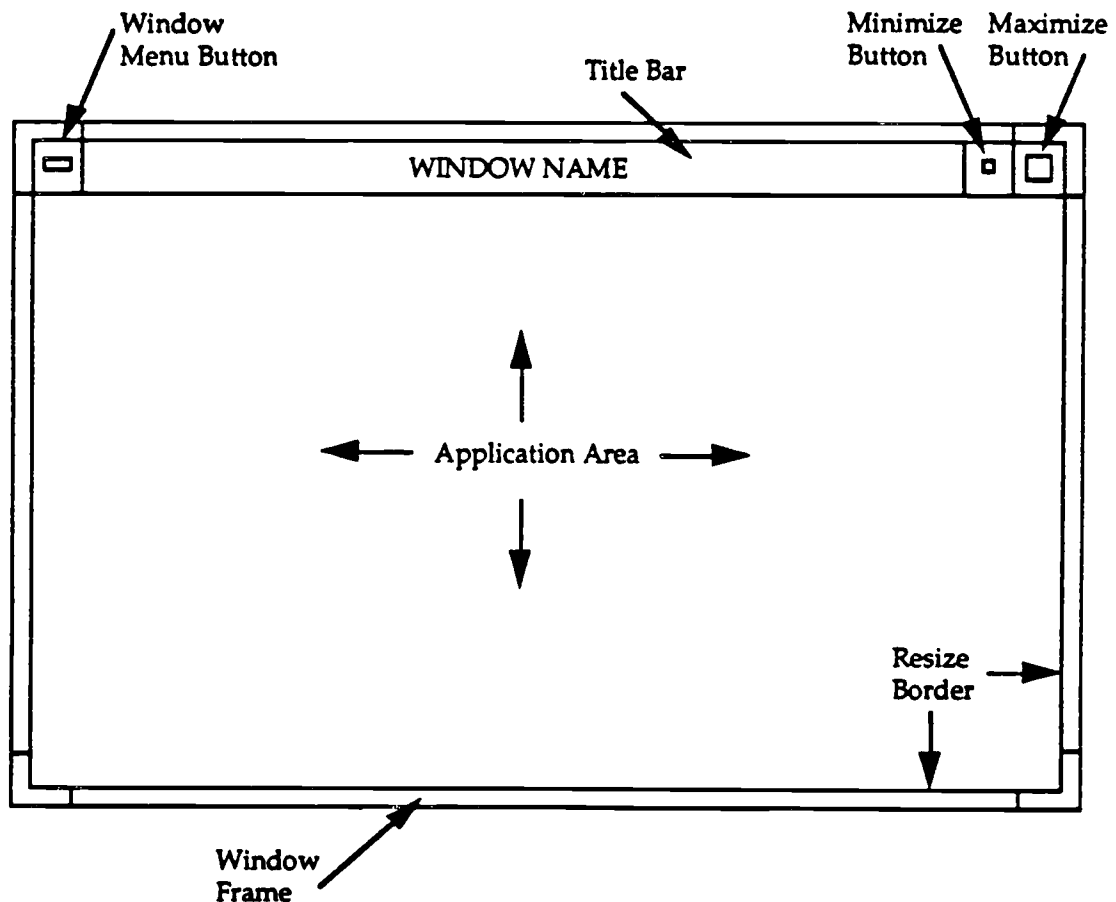 Window
Menu Button
Title Bar
Minimize
Button
Maximize
Button
WINDOW NAME
Application Area
Resize
Border
Window
Frame